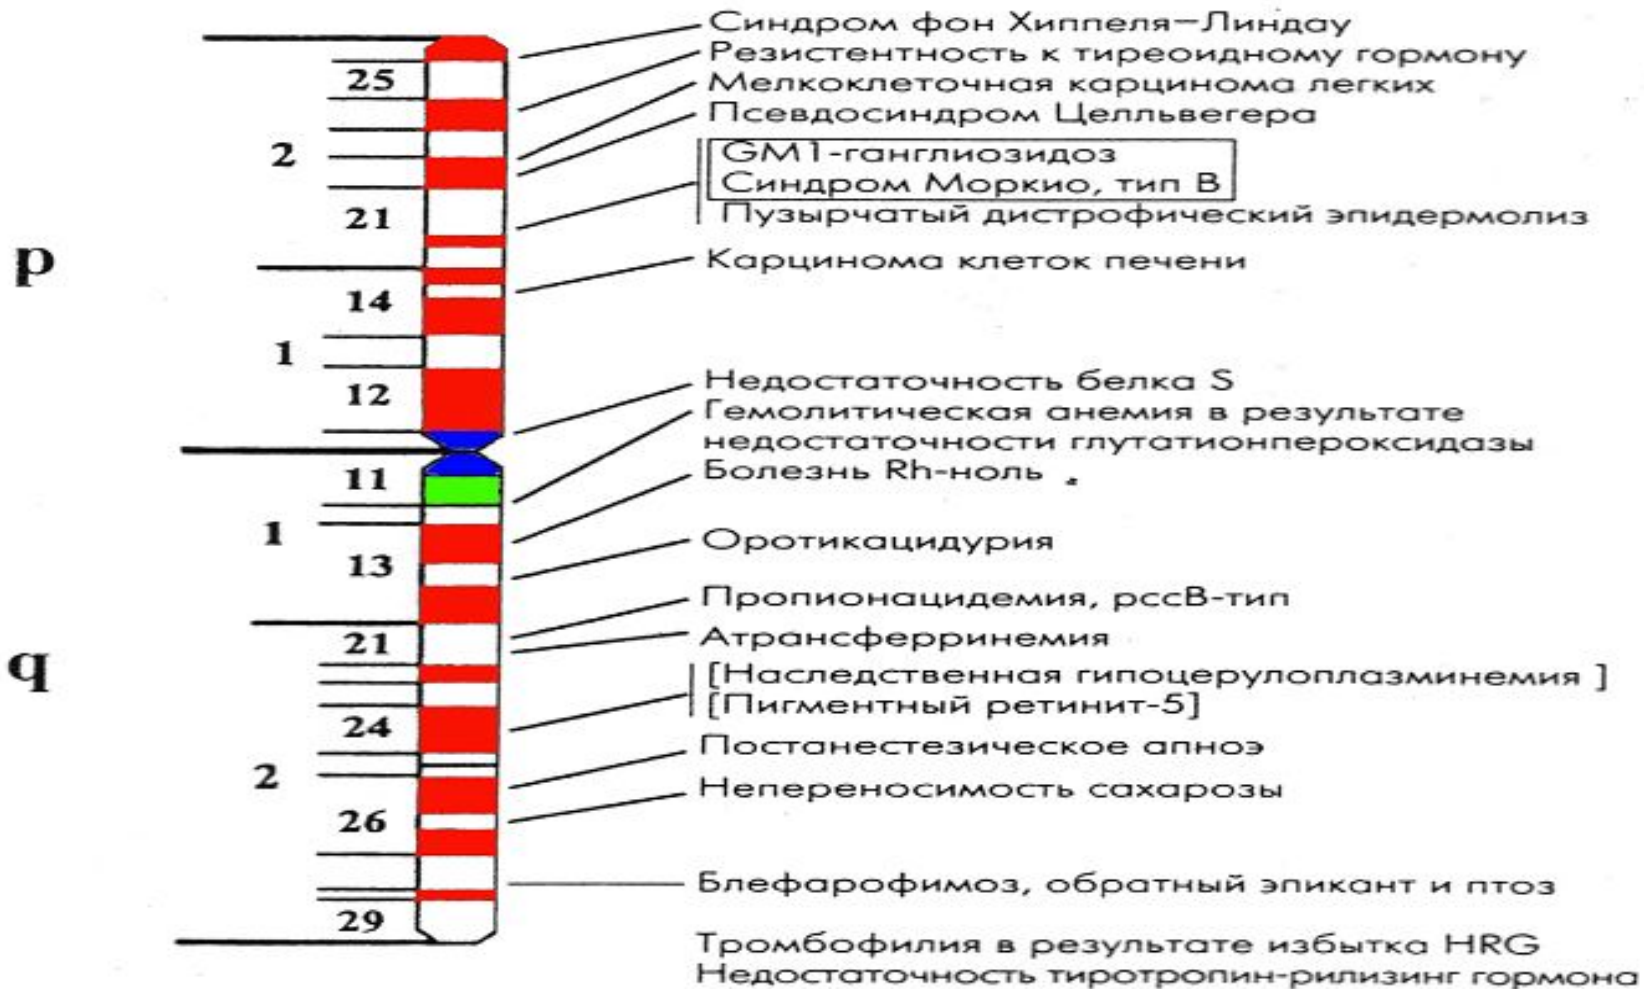 Синдром фон Хиппеля–Линдау
Резистентность к тиреоидному гормону
25
Мелкоклеточная карцинома легких
Псевдосиндром Целльвегера
2
GM1-ганглиозидоз
Синдром Моркио, тип В
21
Пузырчатый дистрофический эпидермолиз
p
Карцинома клеток печени
14
1
12
Недостаточность белка S
Гемолитическая анемия в результате
недостаточности глутатионпероксидазы
11
Болезнь Rh-ноль
1
13
Оротикацидурия
Пропионацидемия, pccB-тип
21
Атрансферринемия
q
[Наследственная гипоцерулоплазминемия ]
[Пигментный ретинит-5]
24
Постанестезическое апноэ
2
Непереносимость сахарозы
26
Блефарофимоз, обратный эпикант и птоз
29
Тромбофилия в результате избытка HRG
Недостаточность тиротропин-рилизинг гормона